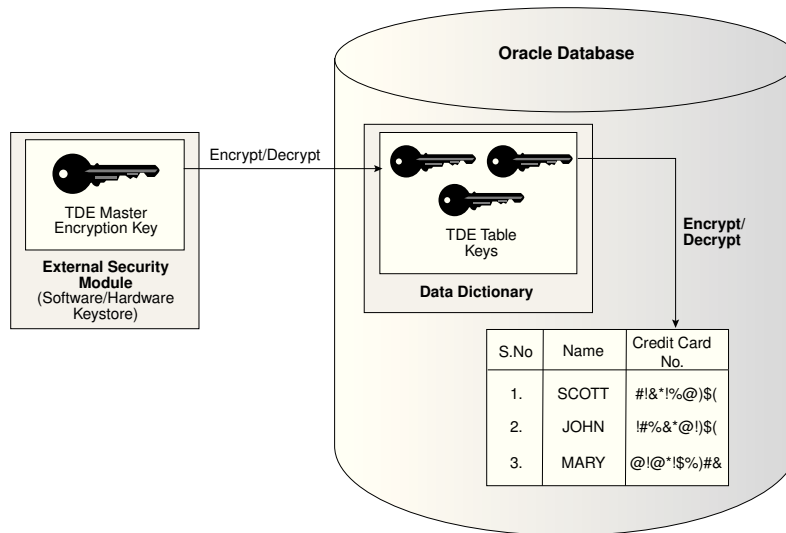 Oracle Database
TDE Master
Encryption Key
External Security
Module
(Software/Hardware
Keystore)
Encrypt/Decrypt
TDE Table
Keys
Data Dictionary
Encrypt/
Decrypt
S.No Name Credit Card
No.
1. SCOTT #!&*!%@)$(
2. JOHN !#%&*@!)$(
3. MARY @!@*!$%)#&